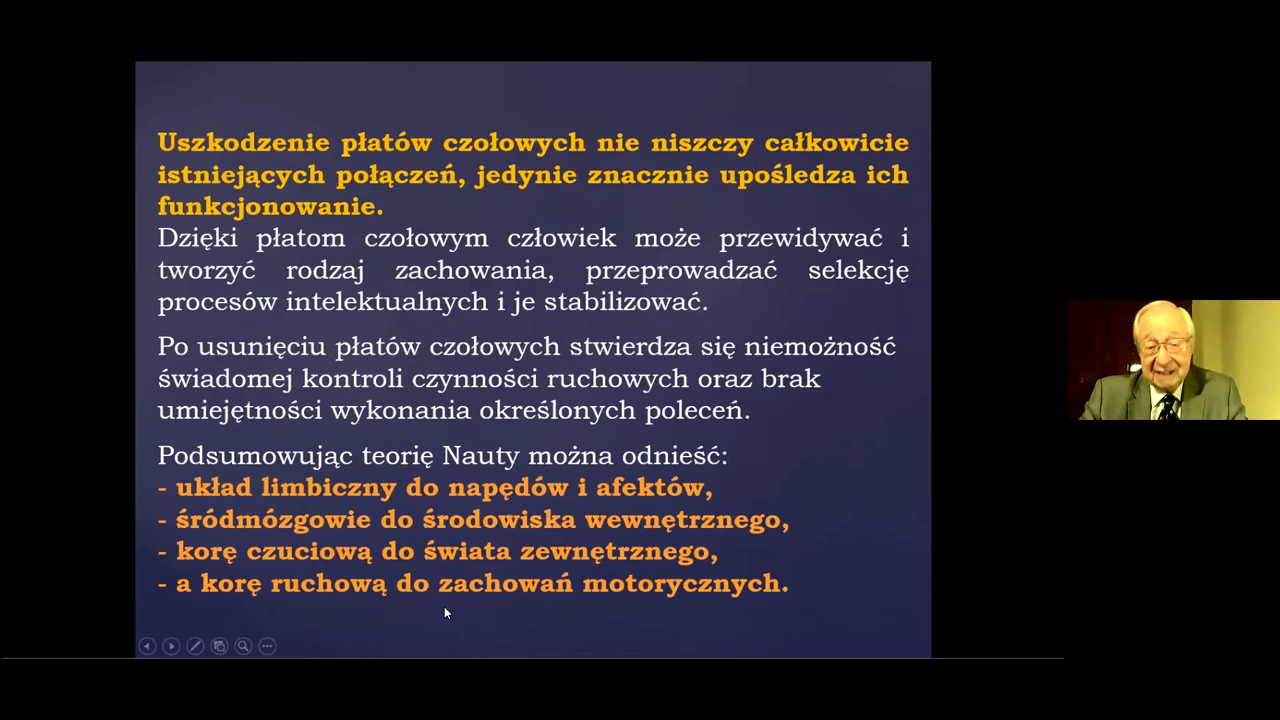 Uszkodzenie płatów czołowych nie niszczy całkowicie
istniejących połączeń, jedynie znacznie upośledza ich
funkcjonowanie.
Dzięki płatom czołowym człowiek może przewidywać i
tworzyć rodzaj zachowania, przeprowadzać selekcję
procesów intelektualnych i je stabilizować.
Po usunięciu płatów czołowych stwierdza się niemożność
świadomej kontroli czynności ruchowych oraz brak
umiejętności wykonania określonych poleceń.
Podsumowując teorię Nauty można odnieść:
- układ limbiczny do napędów i afektów,
- śródmózgowie do środowiska wewnętrznego,
- korę czuciową do świata zewnętrznego,
- a korę ruchową do zachowań motorycznych.